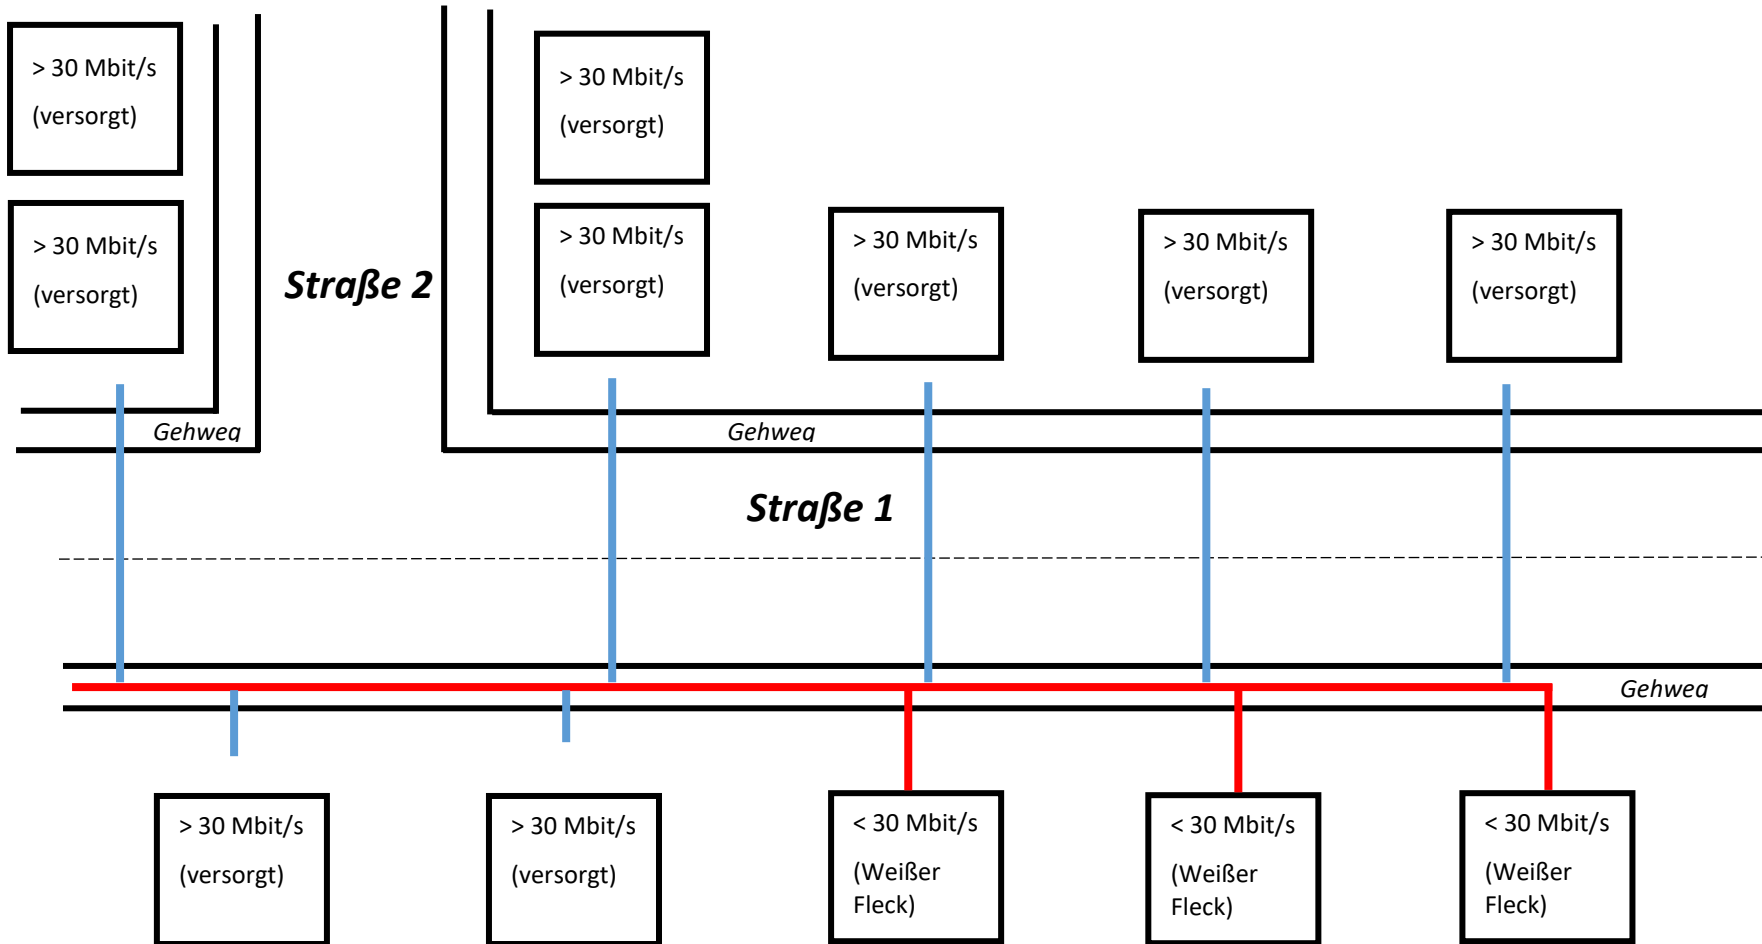 > 30 Mbit/s
(versorgt)
> 30 Mbit/s
(versorgt)
> 30 Mbit/s
(versorgt)
Straße 2
> 30 Mbit/s
(versorgt)
> 30 Mbit/s
(versorgt)
> 30 Mbit/s
(versorgt)
> 30 Mbit/s
(versorgt)
Gehweg
Gehweg
Straße 1
Gehweg
> 30 Mbit/s
(versorgt)
> 30 Mbit/s
(versorgt)
< 30 Mbit/s
(Weißer
Fleck)
< 30 Mbit/s
(Weißer
Fleck)
< 30 Mbit/s
(Weißer
Fleck)